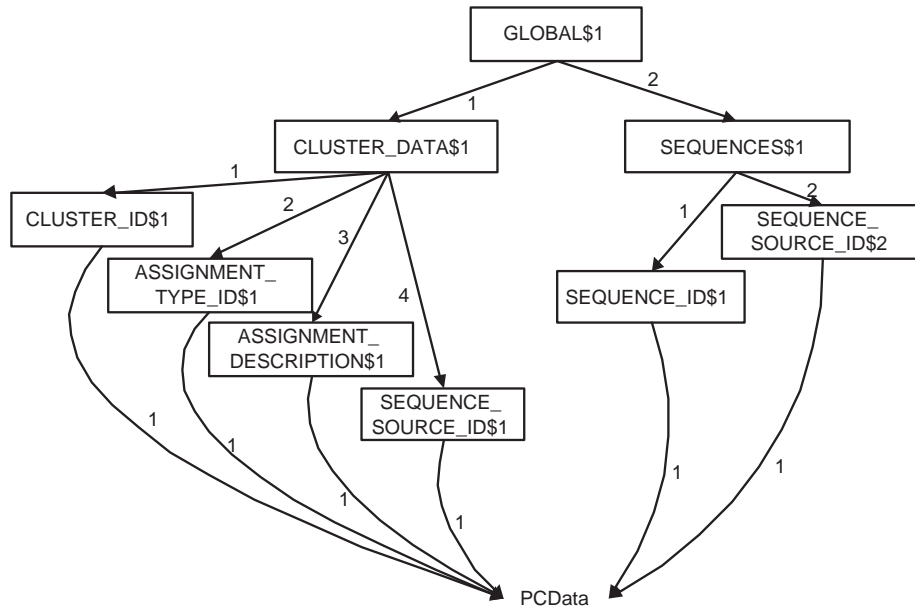 GLOBAL$1
1
2
CLUSTER_DATA$1
SEQUENCES$1
1
2
3
4
1
2
CLUSTER_ID$1
SEQUENCE_
SOURCE_ID$2
ASSIGNMENT_
TYPE_ID$1
SEQUENCE_ID$1
ASSIGNMENT_
DESCRIPTION$1
SEQUENCE_
SOURCE_ID$1
1
1
1
1
1
1
PCData